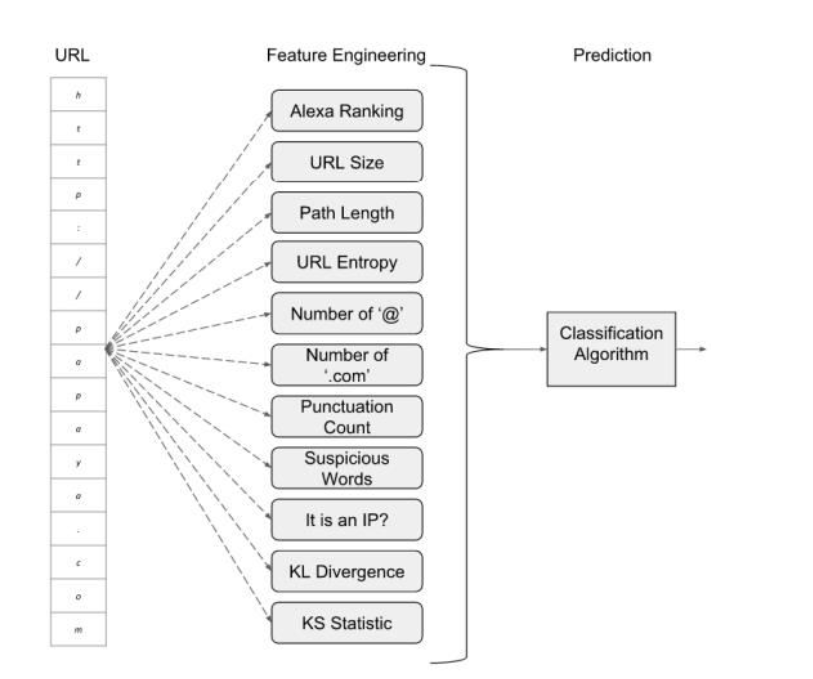 URL
Feature Engineering
Prediction
h
t
t
p
:
/
/
p
a
p
a
y
a
.
c
o
m
Alexa Ranking
URL Size
Path Length
URL Entropy
Number of ‘@’
Number of
‘.com’
Punctuation
Count
Suspicious
Words
It is an IP?
KL Divergence
KS Statistic
Classification
Algorithm